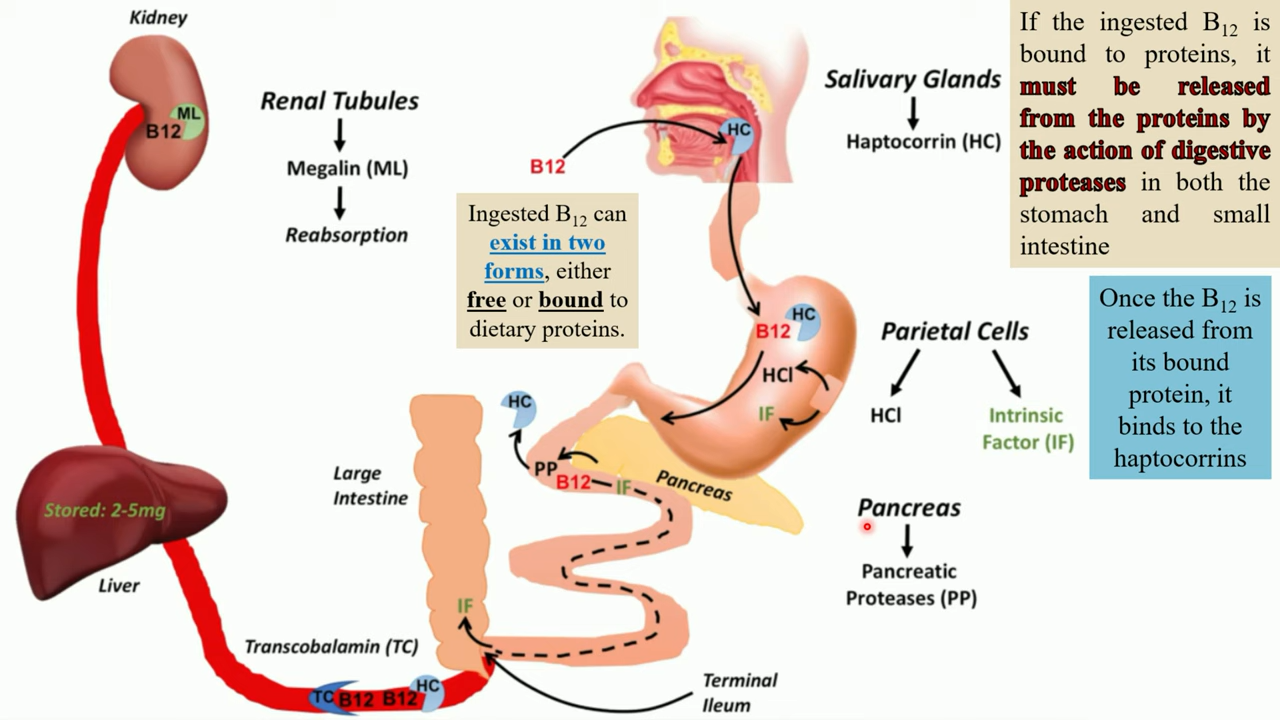 Kidney
ML
B12
Renal Tubules
Megalin (ML)
Reabsorption
B12
HC
Salivary Glands
Haptocorrin (HC)
If the ingested B12 is
bound to proteins, it
must be released
from the proteins by
the action of digestive
proteases in both the
stomach and small
intestine
Ingested B12 can
exist in two
forms, either
free or bound to
dietary proteins.
Once the B12 is
released from
its bound
protein, it
binds to the
haptocorrins
B12 HC
HCl
IF
Parietal Cells
HCl
Intrinsic
Factor (IF)
HC
PP
B12 IF
Pancreas
Large
Intestine
Pancreas
Pancreatic
Proteases (PP)
Stored: 2-5mg
Liver
IF
Transcobalamin (TC)
TC B12 B12 HC
Terminal
Ileum